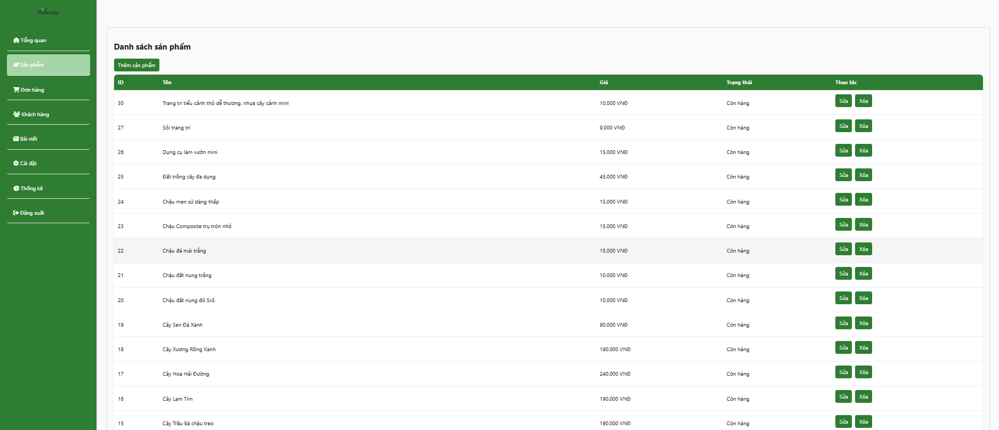 Vườn cây
Tổng quan
Sản phẩm
Đơn hàng
Khách hàng
Bài viết
Cài đặt
Thống kê
Đăng xuất
Danh sách sản phẩm
Thêm sản phẩm
ID Tên Giá Trạng thái Thao tác
30 Trang trí tiểu cảnh thỏ dễ thương, nhựa cây cảnh mini 10.000 VNĐ Còn hàng Sửa Xóa
27 Sỏi trang trí 9.000 VNĐ Còn hàng Sửa Xóa
26 Dụng cụ làm vườn mini 15.000 VNĐ Còn hàng Sửa Xóa
25 Đất trồng cây đa dụng 45.000 VNĐ Còn hàng Sửa Xóa
24 Chậu men sứ dáng thấp 15.000 VNĐ Còn hàng Sửa Xóa
23 Chậu Composite trụ tròn nhỏ 15.000 VNĐ Còn hàng Sửa Xóa
22 Chậu đá mài trắng 15.000 VNĐ Còn hàng Sửa Xóa
21 Chậu đất nung trắng 10.000 VNĐ Còn hàng Sửa Xóa
20 Chậu đất nung đỏ 5x5 10.000 VNĐ Còn hàng Sửa Xóa
19 Cây Sen Đá Xanh 90.000 VNĐ Còn hàng Sửa Xóa
18 Cây Xương Rồng Xanh 190.000 VNĐ Còn hàng Sửa Xóa
17 Cây Hoa Hải Đường 240.000 VNĐ Còn hàng Sửa Xóa
16 Cây Lam Tím 190.000 VNĐ Còn hàng Sửa Xóa
15 Cây Trầu Bà chậu treo 190.000 VNĐ Còn hàng Sửa Xóa